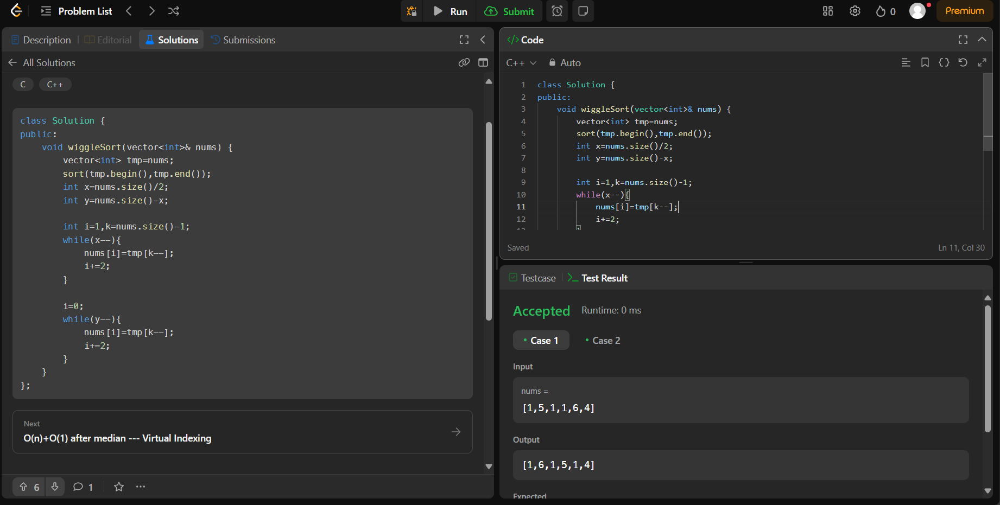 Problem List
Run
Submit
0
Premium
Description
Editorial
Solutions
Submissions
All Solutions
C
C++
class Solution {
public:
    void wiggleSort(vector<int>& nums) {
        vector<int> tmp=nums;
        sort(tmp.begin(),tmp.end());
        int x=nums.size()/2;
        int y=nums.size()-x;
        int i=1,k=nums.size()-1;
        while(x--){
            nums[i]=tmp[k--];
            i+=2;
        }
        i=0;
        while(y--){
            nums[i]=tmp[k--];
            i+=2;
        }
    }
};
Next
O(n)+O(1) after median --- Virtual Indexing
6
1
</> Code
C++
Auto
1 class Solution {
2 public:
3     void wiggleSort(vector<int>& nums) {
4         vector<int> tmp=nums;
5         sort(tmp.begin(),tmp.end());
6         int x=nums.size()/2;
7         int y=nums.size()-x;
8
9         int i=1,k=nums.size()-1;
10         while(x--){
11             nums[i]=tmp[k--];
12             i+=2;
13         }
Saved
Ln 11, Col 30
Testcase
Test Result
Accepted
Runtime: 0 ms
Case 1
Case 2
Input
nums =
[1,5,1,1,6,4]
Output
[1,6,1,5,1,4]
Expected